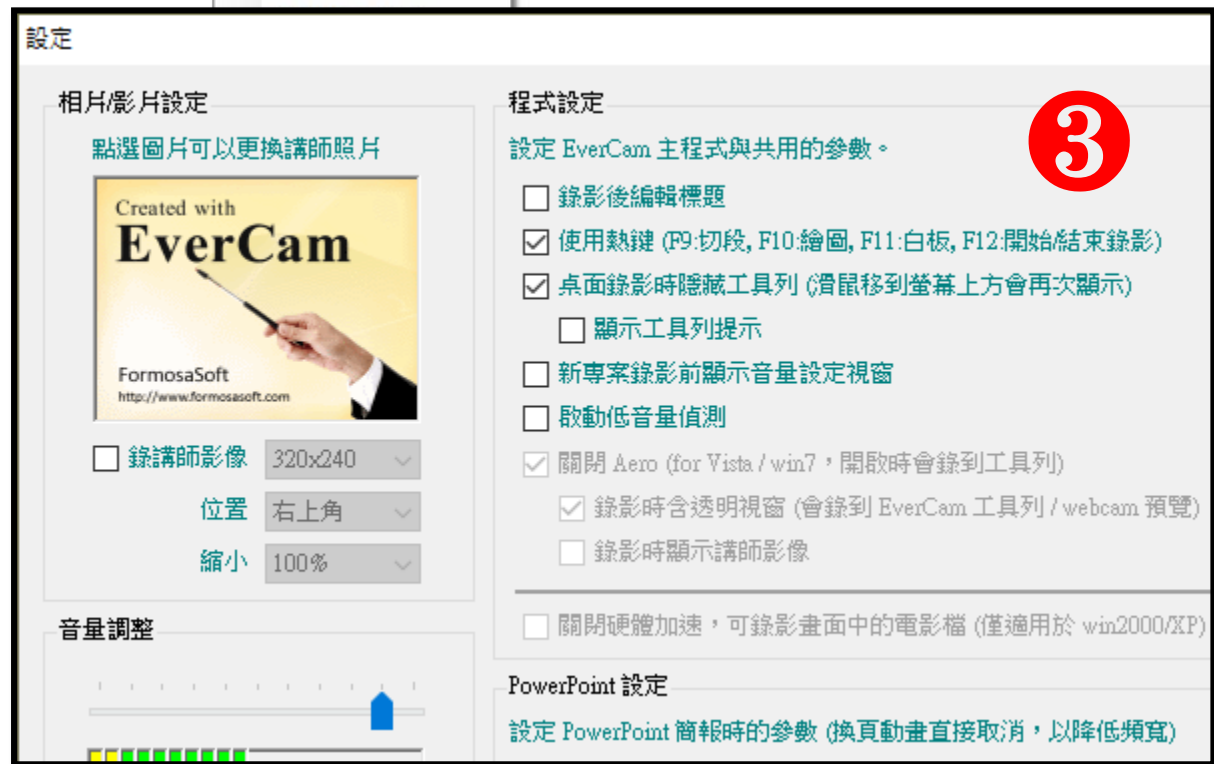 設定
相片/影片設定
點選圖片可以更換講師照片
Created with
EverCam
FormosaSoft
http://www.formosasoft.com
錄講師影像 320x240
位置 右上角
縮小 100%
音量調整
程式設定
3
設定 EverCam 主程式與共用的參數。
錄影後編輯標題
使用熱鍵 (F9:切段, F10:繪圖, F11:白板, F12:開始/結束錄影)
桌面錄影時隱藏工具列 (滑鼠移到螢幕上方會再次顯示)
顯示工具列提示
新專案錄影前顯示音量設定視窗
啟動低音量偵測
關閉 Aero (for Vista / win7，開啟時會錄到工具列)
錄影時含透明視窗 (會錄到 EverCam 工具列 / webcam 預覽)
錄影時顯示講師影像
關閉硬體加速，可錄影畫面中的電影檔 (僅適用於 win2000/XP)
PowerPoint 設定
設定 PowerPoint 簡報時的參數 (換頁動畫直接取消，以降低頻寬)